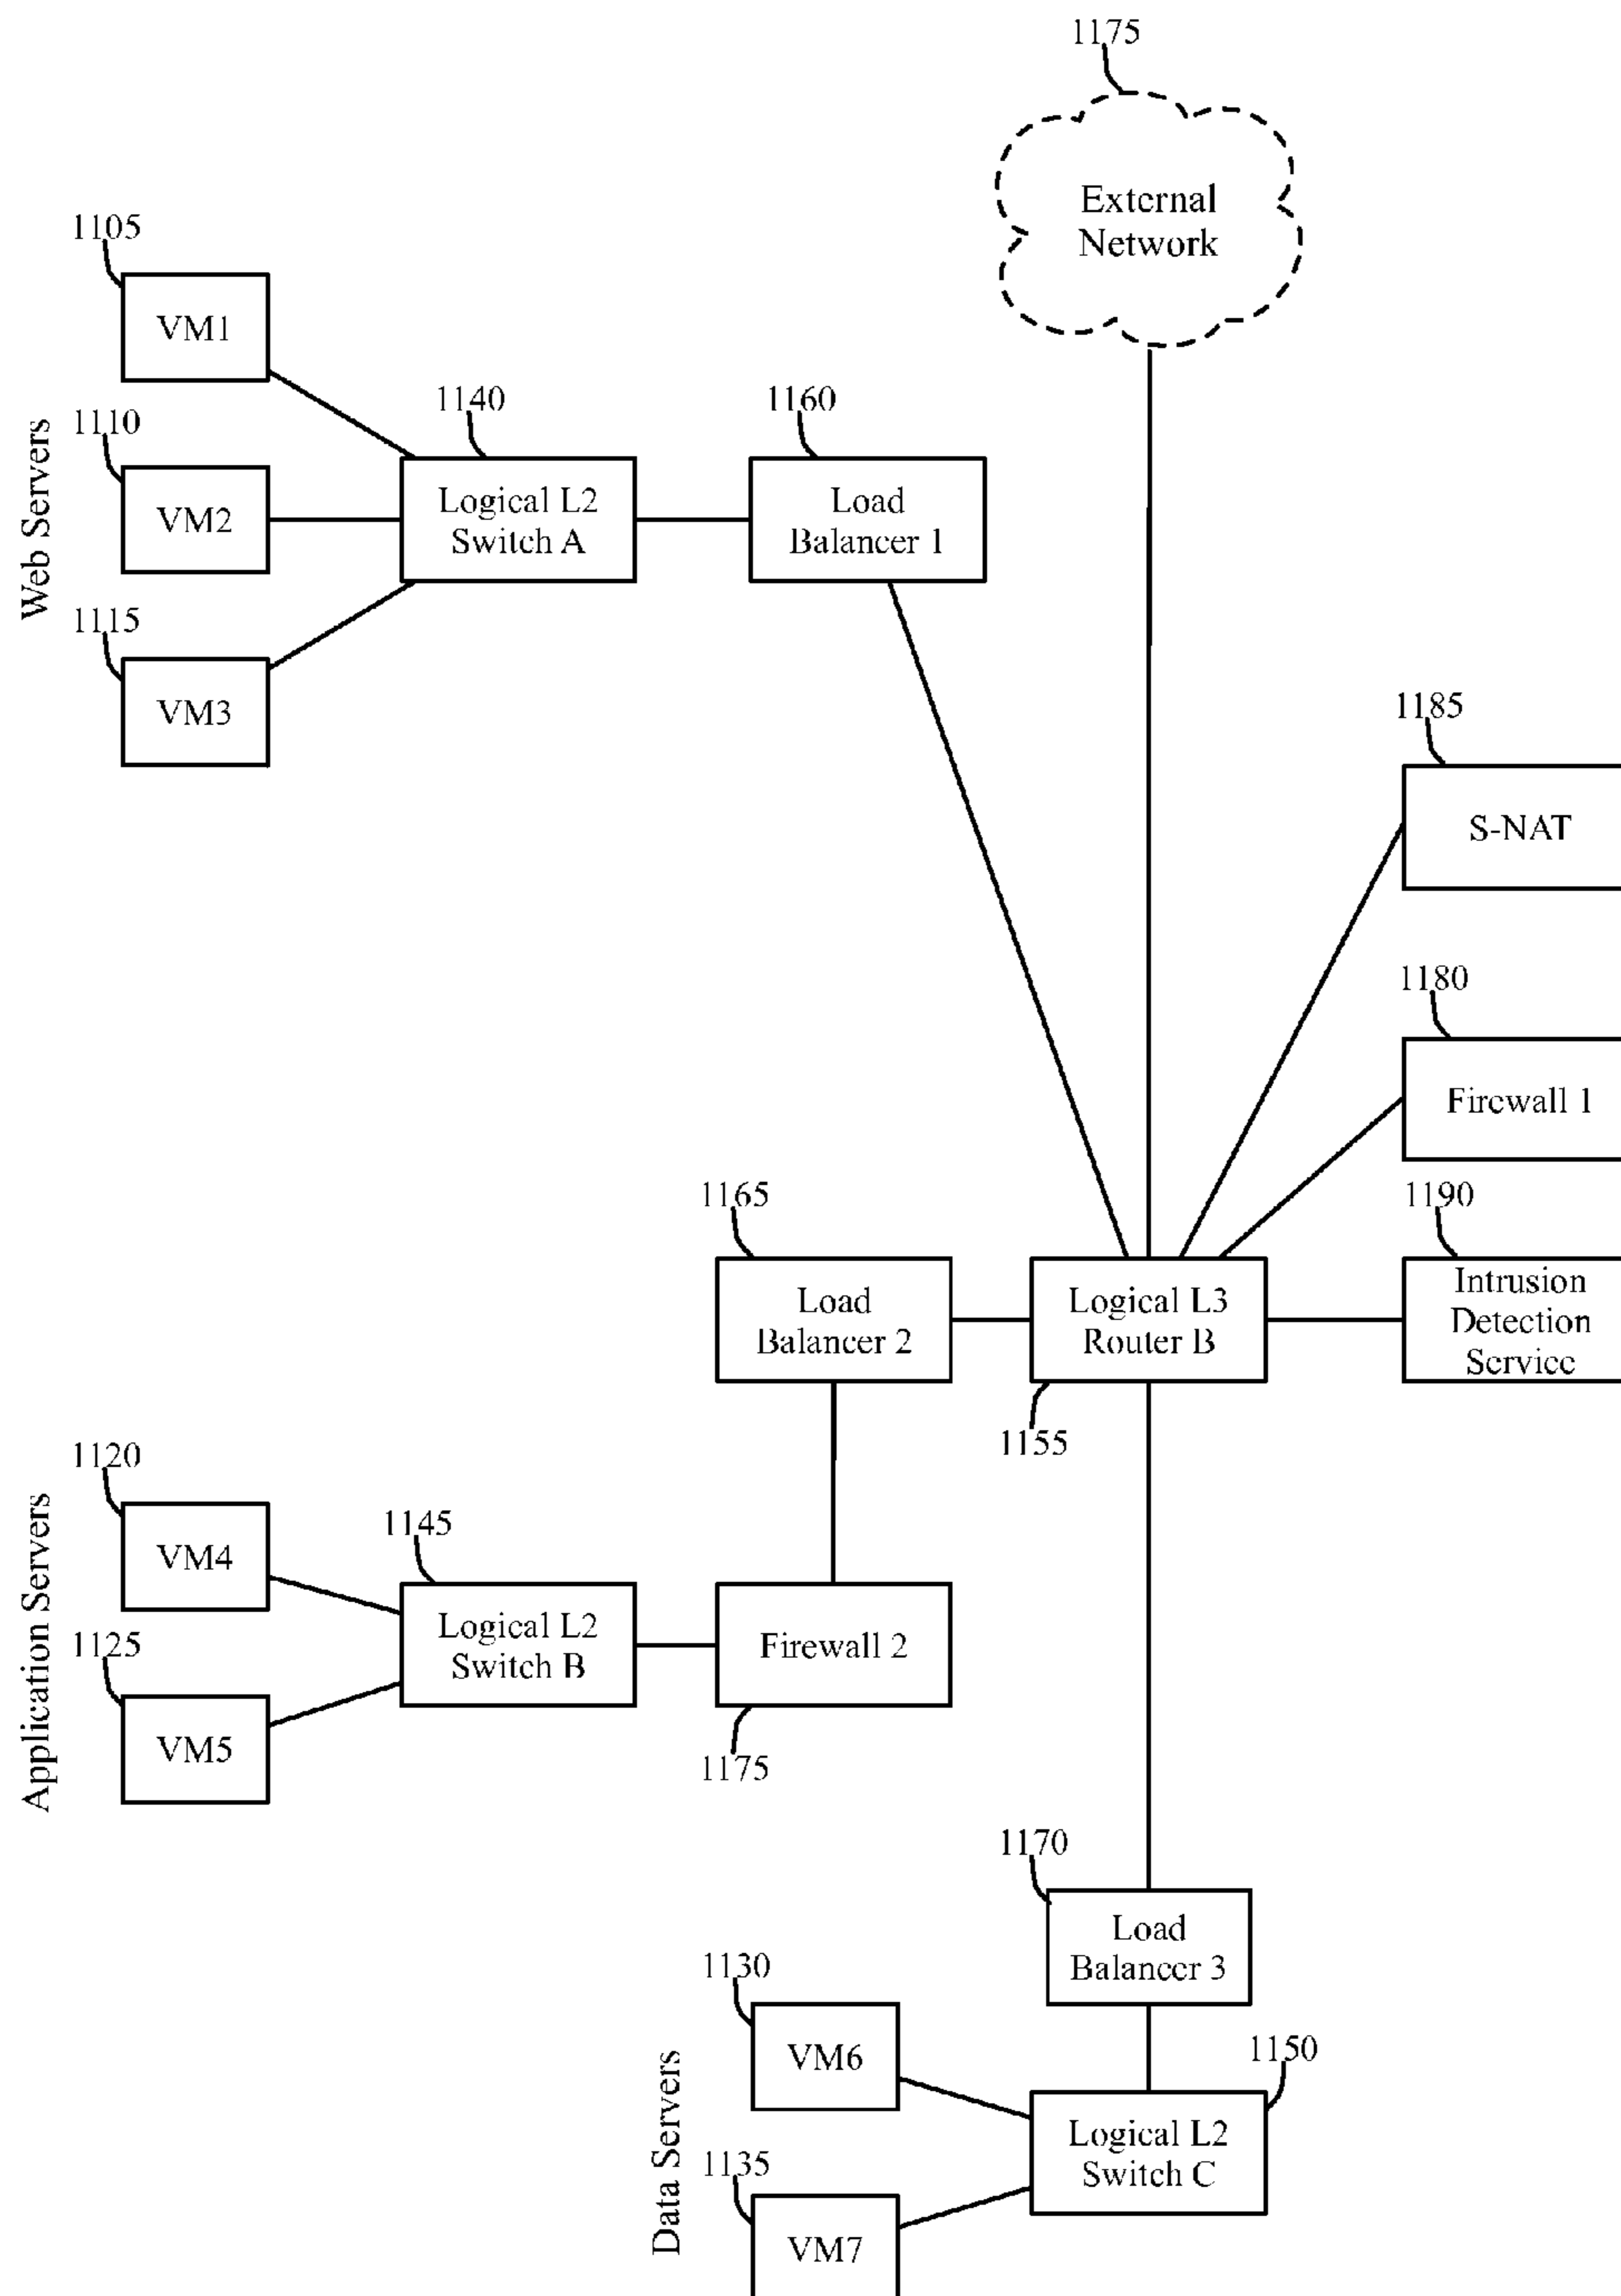 1175
External
Network
1105
VM1
1110
VM2
1115
VM3
Web Servers
1140
Logical L2
Switch A
1160
Load
Balancer 1
1185
S-NAT
1180
Firewall 1
1190
Intrusion
Detection
Service
1165
Load
Balancer 2
Logical L3
Router B
1155
1120
VM4
1125
VM5
Application Servers
1145
Logical L2
Switch B
Firewall 2
1175
1170
Load
Balancer 3
1130
VM6
1135
VM7
Data Servers
1150
Logical L2
Switch C